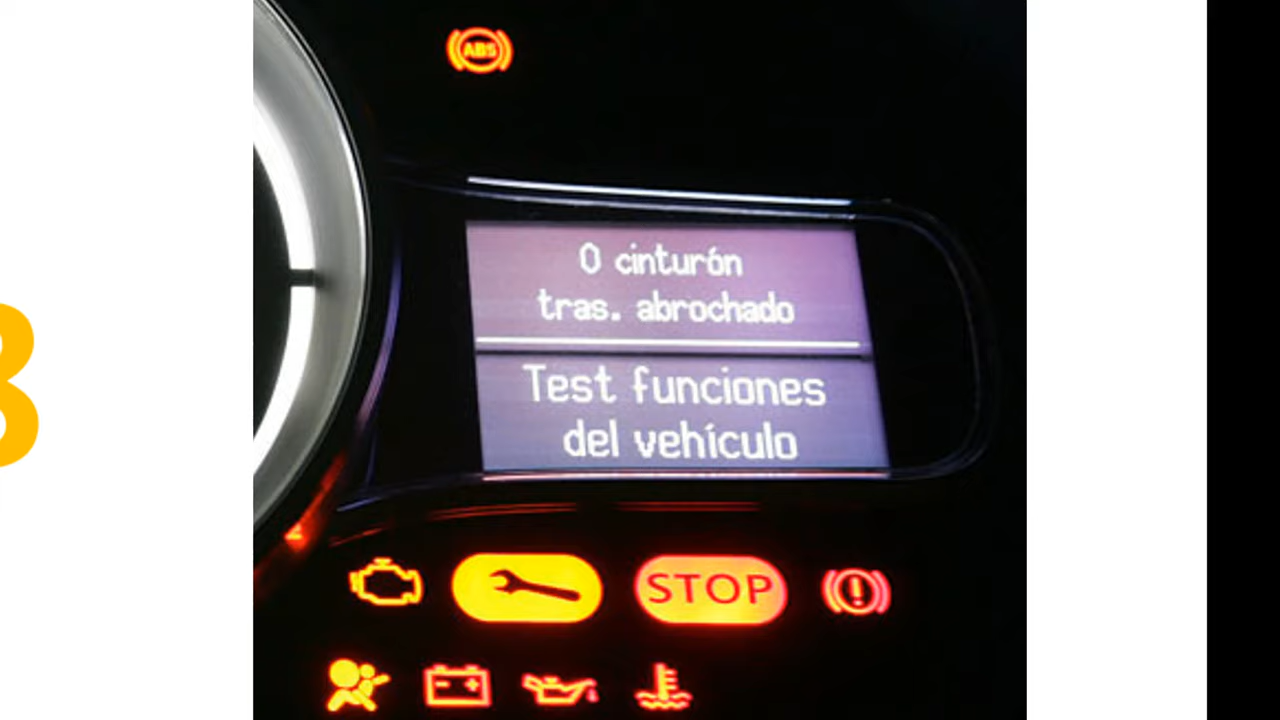 ABS
0 cinturón
tras. abrochado
Test funciones
del vehículo
STOP